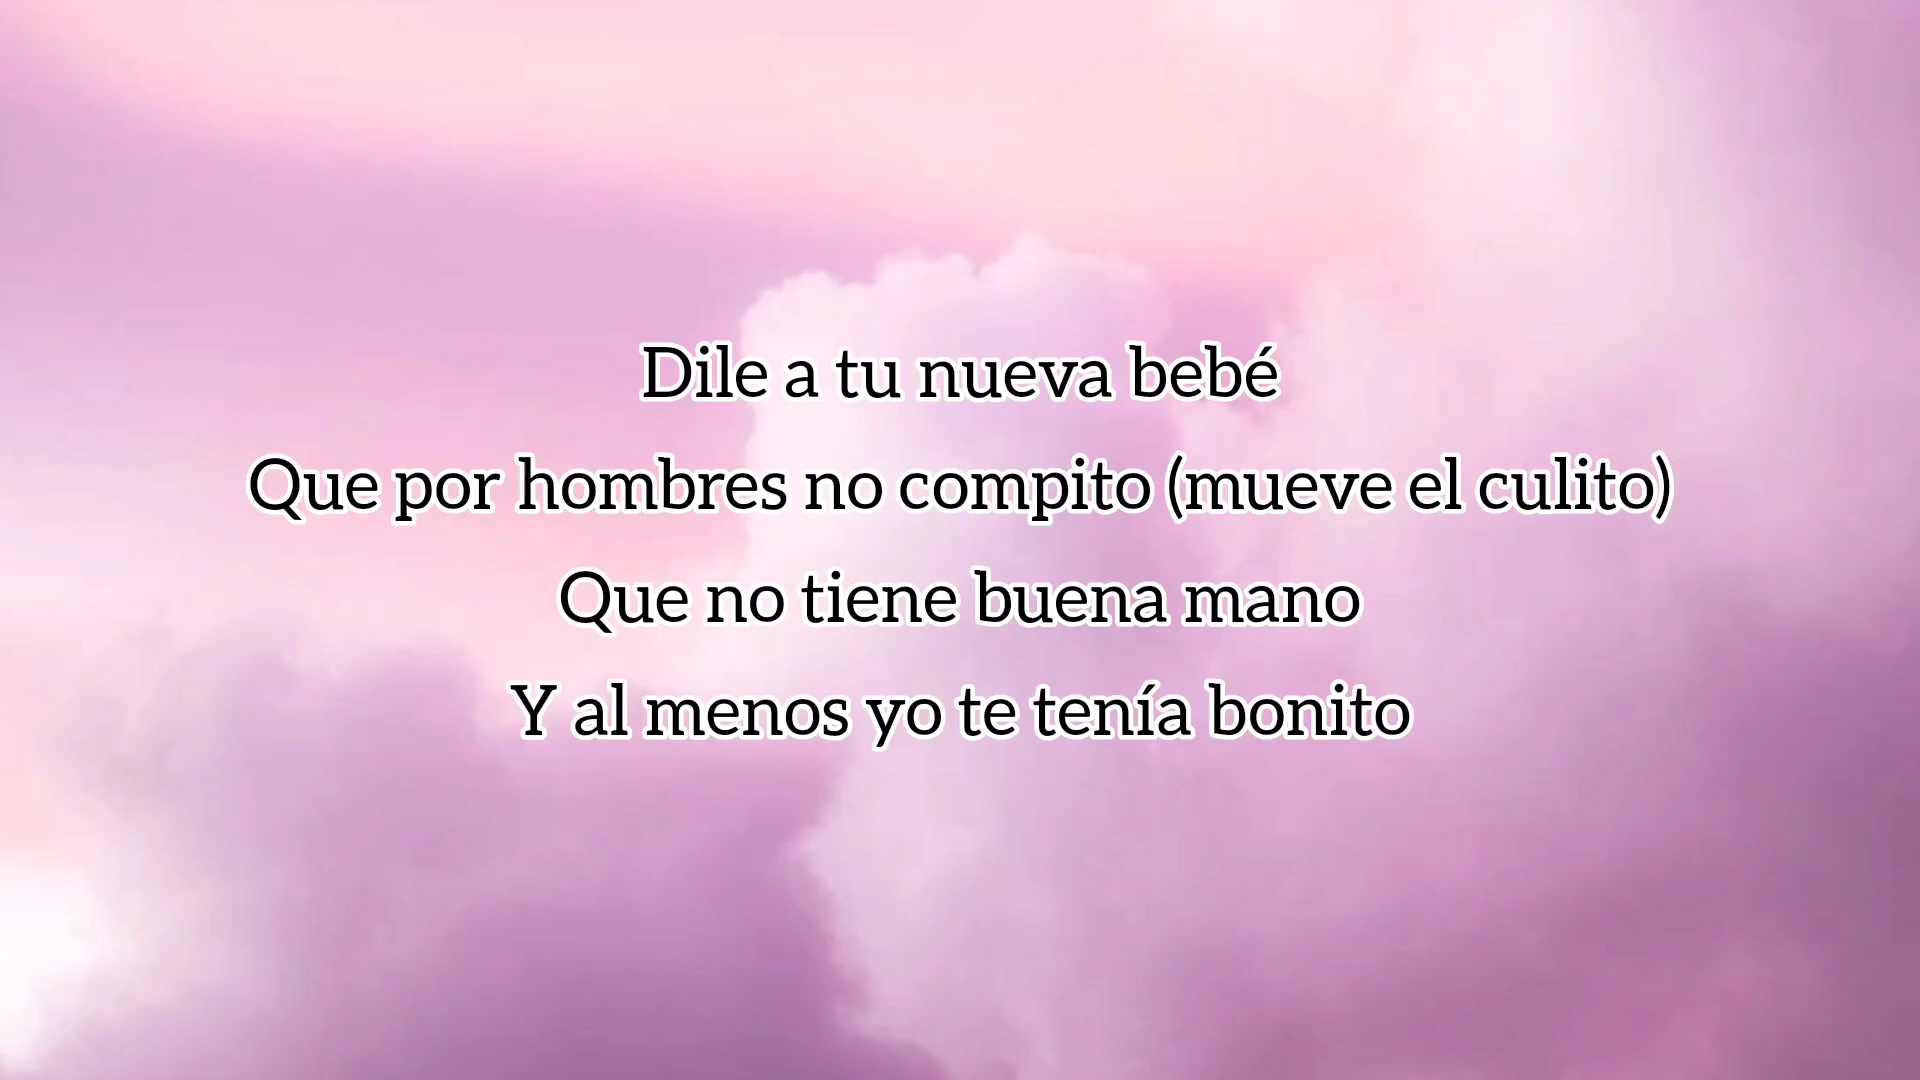 Dile a tu nueva bebé
Que por hombres no compito (mueve el culito)
Que no tiene buena mano
Y al menos yo te tenía bonito